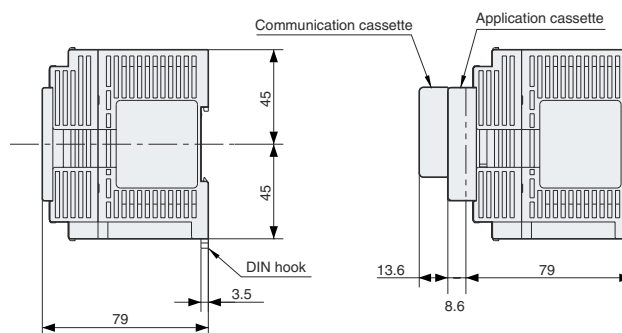 Communication cassette
Application cassette
45
45
DIN hook
3.5
79
13.6
8.6
79